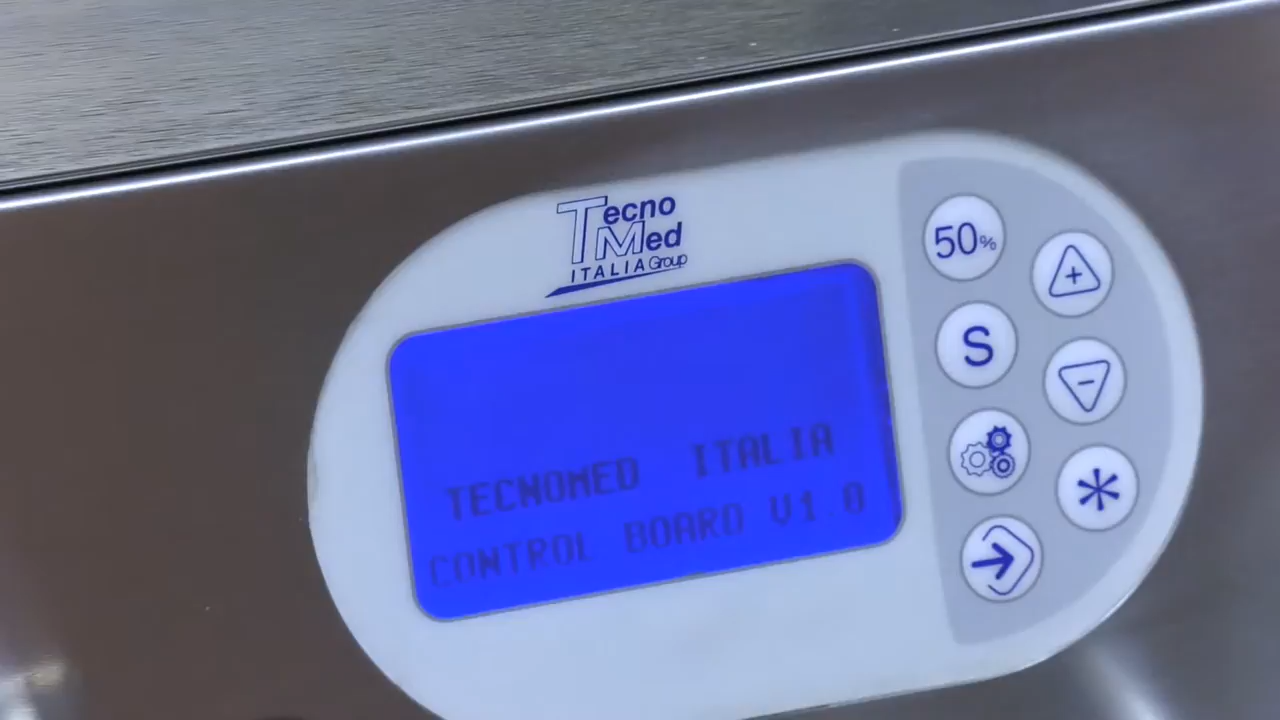 Tecno
Med
ITALIA Group
TECNOMED ITALIA
CONTROL BOARD V1 0
50%
+
S
-
*